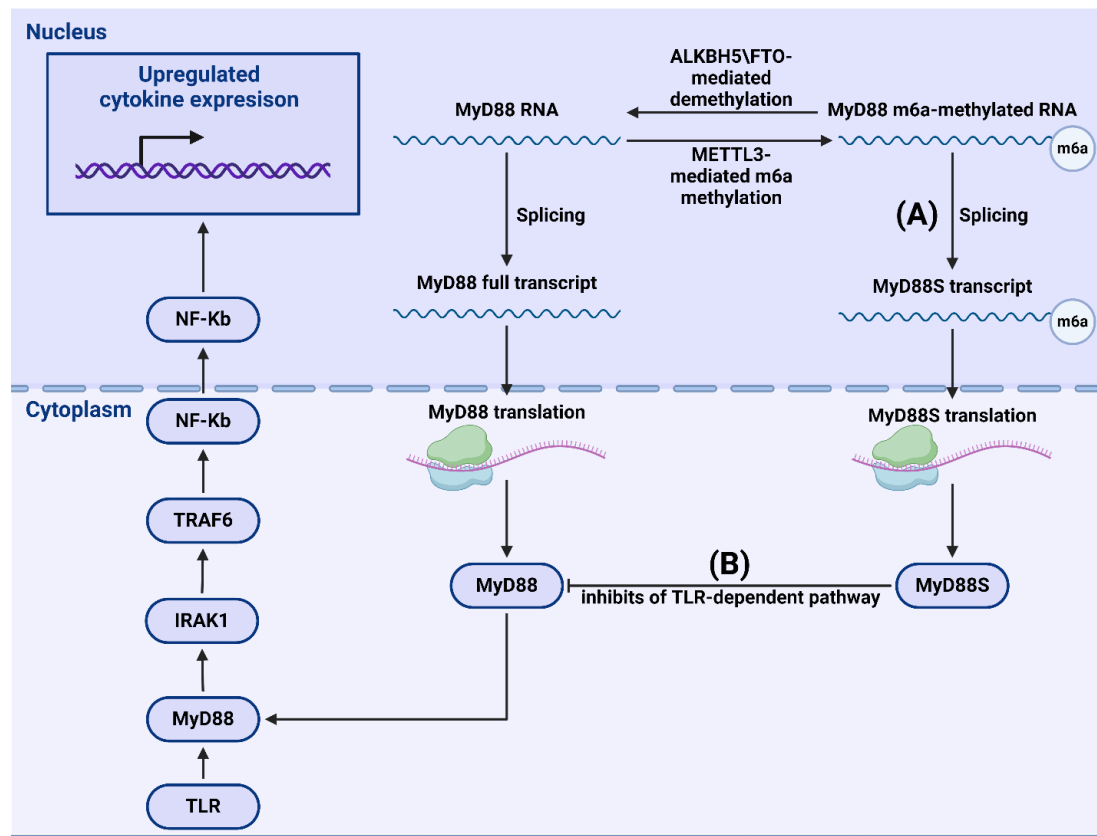 Nucleus
Upregulated
cytokine expresison
ALKBH5\FTO-
mediated
demethylation
MyD88 RNA
MyD88 m6a-methylated RNA
m6a
METTL3-
mediated m6a
methylation
Splicing
(A)
Splicing
MyD88 full transcript
MyD88S transcript
m6a
NF-Kb
Cytoplasm
NF-Kb
MyD88 translation
MyD88S translation
TRAF6
(B)
MyD88
inhibits of TLR-dependent pathway
MyD88S
IRAK1
MyD88
TLR